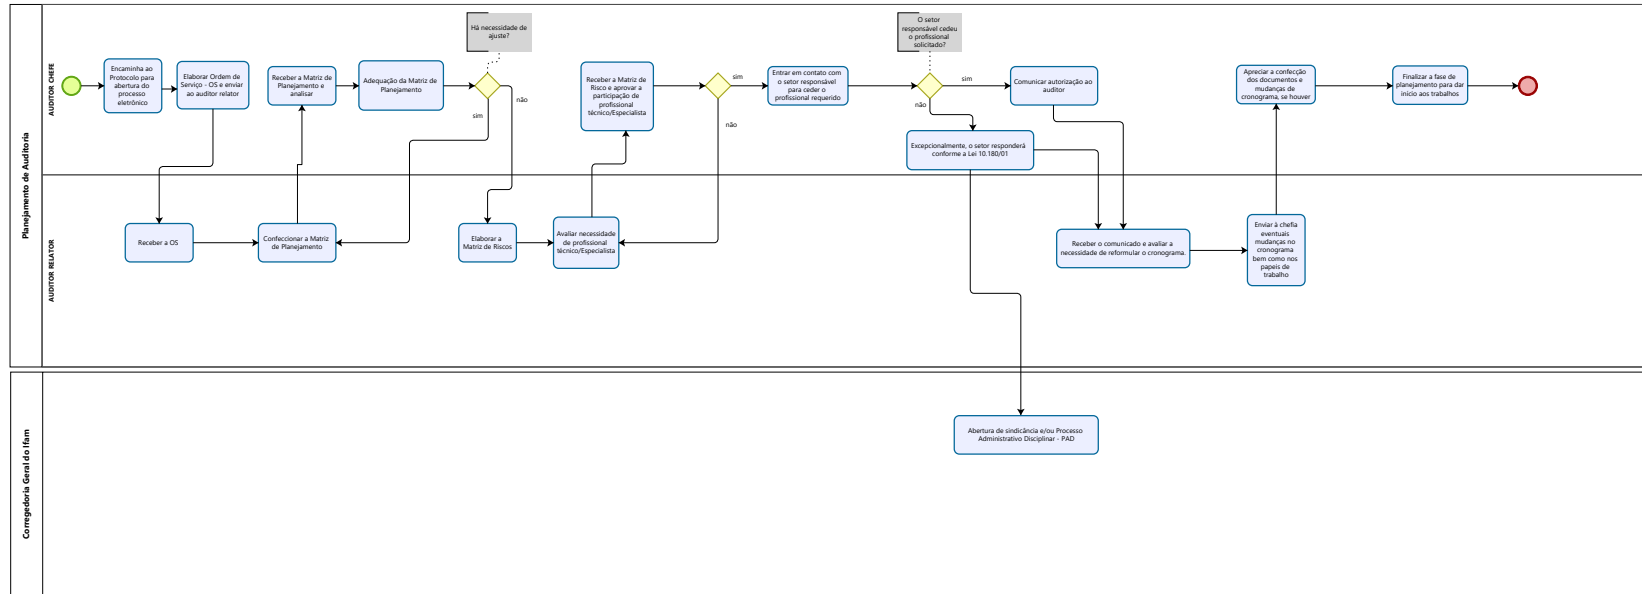 Planejamento de Auditoria
AUDITOR CHEFE
Encaminha ao
Protocolo para
abertura do
processo
eletrônico
Elaborar Ordem de
Serviço - OS e enviar
ao auditor relator
Receber a Matriz de
Planejamento e
analisar
Adequação da Matriz de
Planejamento
Há necessidade de
ajuste?
sim
não
Receber a Matriz de
Risco e aprovar a
participação de
profissional
técnico/Especialista
sim
não
Entrar em contato com
o setor responsável
para ceder o
profissional requerido
O setor
responsável cedeu
o profissional
solicitado?
sim
não
Comunicar autorização ao
auditor
Excepcionalmente, o setor responderá
conforme a Lei 10.180/01
Apreciar a confecção
dos documentos e
mudanças de
cronograma, se houver
Finalizar a fase de
planejamento para dar
início aos trabalhos
AUDITOR RELATOR
Receber a OS
Confeccionar a Matriz
de Planejamento
Elaborar a
Matriz de Riscos
Avaliar necessidade
de profissional
técnico/Especialista
Receber o comunicado e avaliar a
necessidade de reformular o cronograma.
Enviar à chefia
eventuais
mudanças no
cronograma
bem como nos
papeis de
trabalho
Corregedoria Geral do Ifam
Abertura de sindicância e/ou Processo
Administrativo Disciplinar - PAD